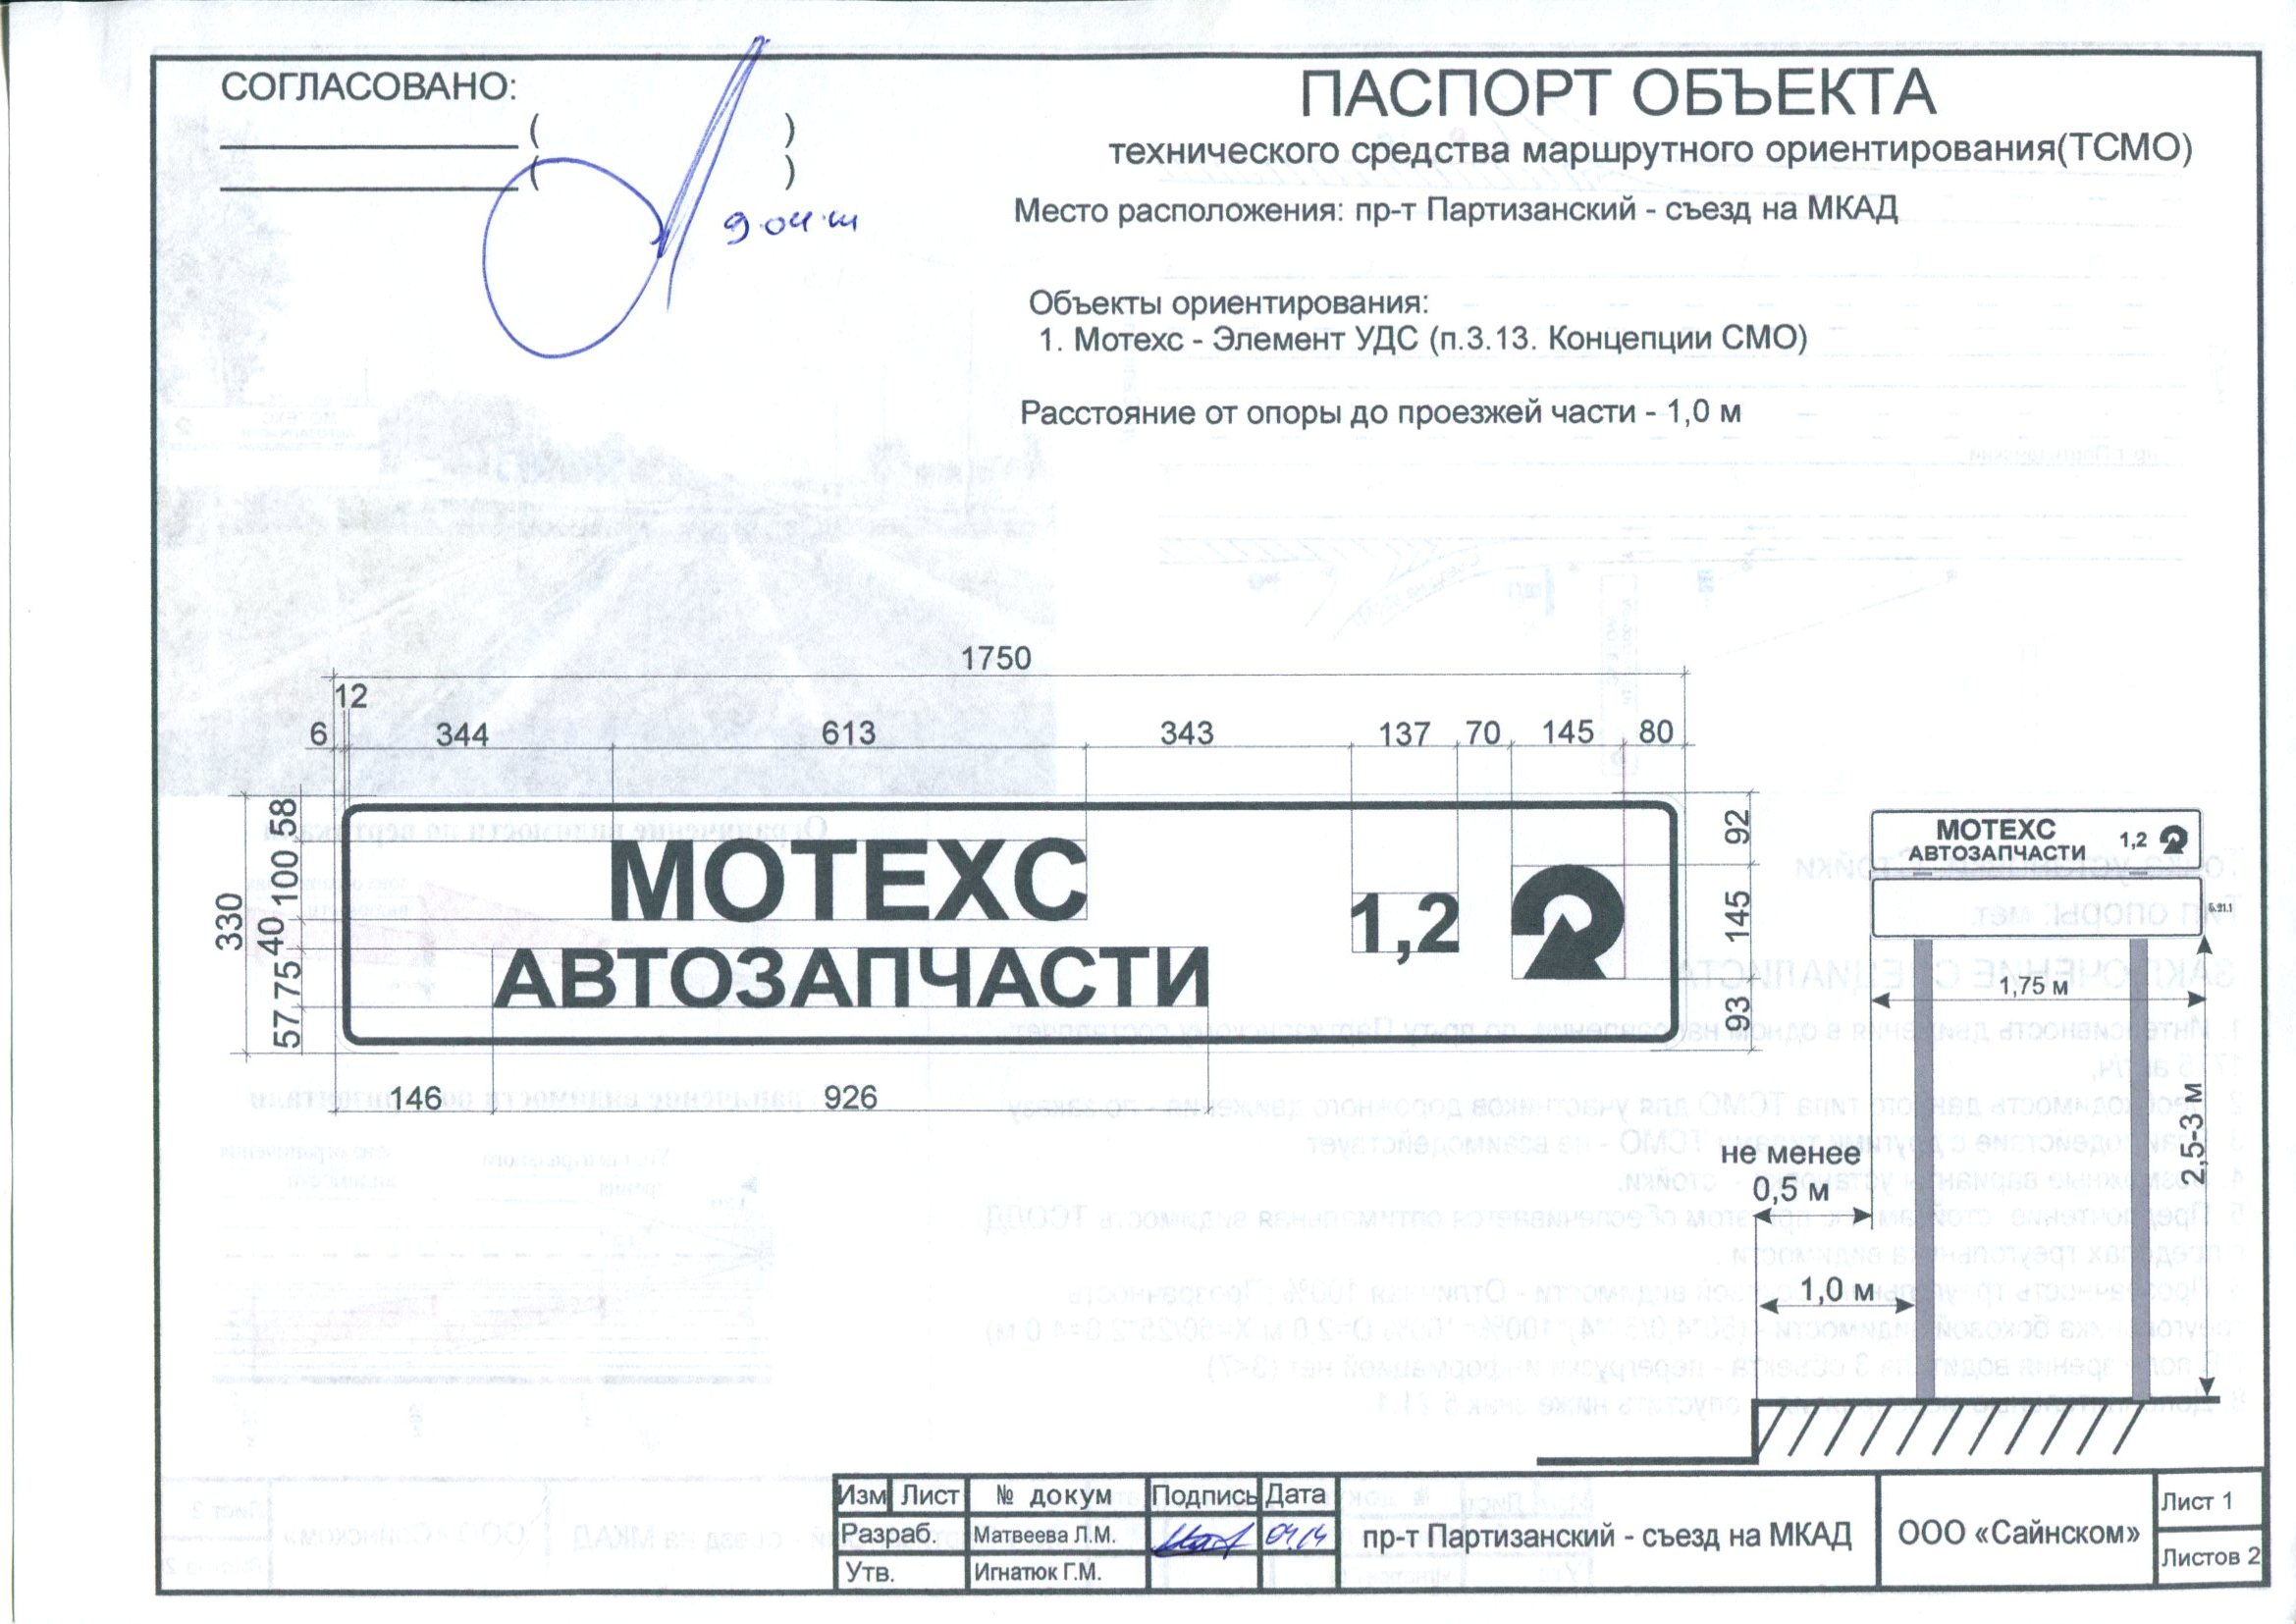 СОГЛАСОВАНО:
( )
( )
9.04.14
ПАСПОРТ ОБЪЕКТА
технического средства маршрутного ориентирования(ТСМО)
Место расположения: пр-т Партизанский - съезд на МКАД
Объекты ориентирования:
1. Мотехс - Элемент УДС (п.3.13. Концепции СМО)
Расстояние от опоры до проезжей части - 1,0 м
1750
12
6 344 613 343 137 70 145 80
330
58
100
40
75
57
92
145
93
МОТЕХС
АВТОЗАПЧАСТИ
1,2
146 926
МОТЕХС
АВТОЗАПЧАСТИ
1,2
5.21.1
1,75 м
2,5-3 м
не менее
0,5 м
1,0 м
Изм Лист № докум Подпись Дата
Разраб. Матвеева Л.М. 04.14
Утв. Игнатюк Г.М.
пр-т Партизанский - съезд на МКАД
ООО «Сайнском»
Лист 1
Листов 2